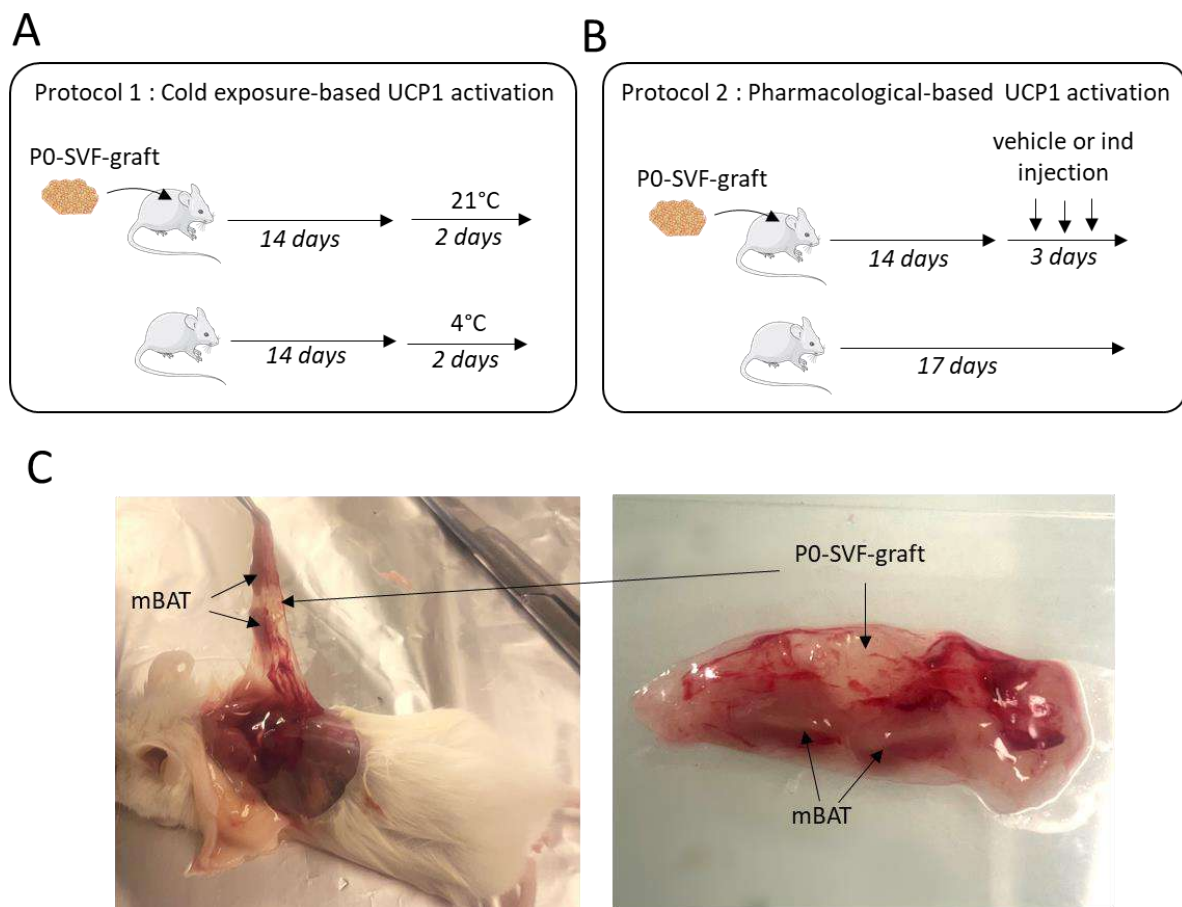 A
Protocol 1 : Cold exposure-based UCP1 activation
P0-SVF-graft
21°C
14 days
2 days
4°C
14 days
2 days
B
Protocol 2 : Pharmacological-based UCP1 activation
vehicle or ind
injection
P0-SVF-graft
14 days
3 days
17 days
C
P0-SVF-graft
mBAT
mBAT